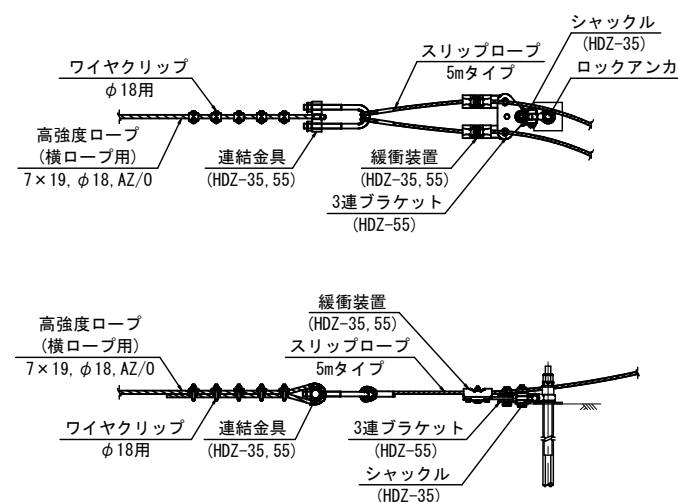 シャックル
(HDZ-35)
スリップロープ
5mタイプ
ロックアンカ
ワイヤクリップ
φ18用
高強度ロープ
(横ロープ用)
7×19, φ18, AZ/0
連結金具
(HDZ-35, 55)
緩衝装置
(HDZ-35, 55)
3連ブラケット
(HDZ-55)
緩衝装置
(HDZ-35, 55)
高強度ロープ
(横ロープ用)
7×19, φ18, AZ/0
スリップロープ
5mタイプ
ワイヤクリップ
φ18用
連結金具
(HDZ-35, 55)
3連ブラケット
(HDZ-55)
シャックル
(HDZ-35)